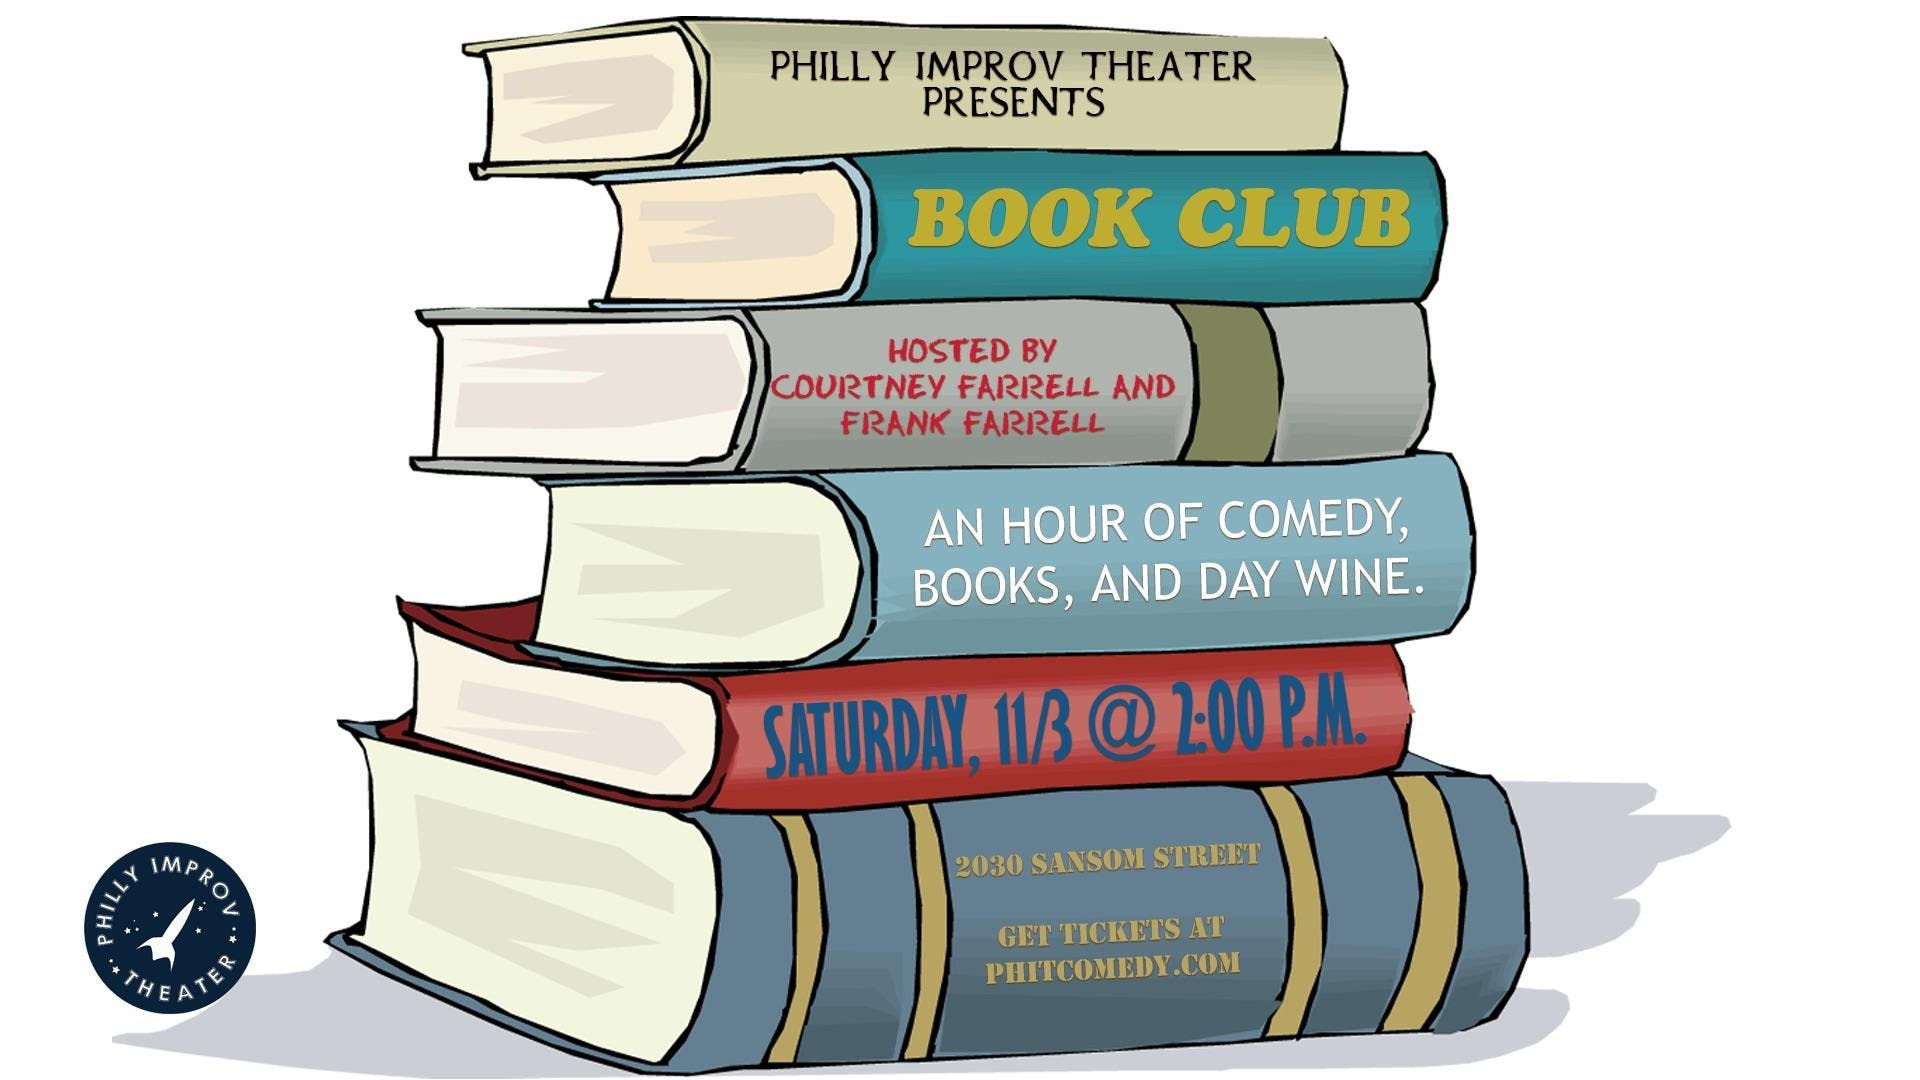 PHILLY IMPROV THEATER
PRESENTS
BOOK CLUB
HOSTED BY
COURTNEY FARRELL AND
FRANK FARRELL
AN HOUR OF COMEDY,
BOOKS, AND DAY WINE.
SATURDAY, 11/3 @ 2:00 P.M.
2030 SANSOM STREET
GET TICKETS AT
PHITCOMEDY.COM
PHILLY IMPROV
THEATER